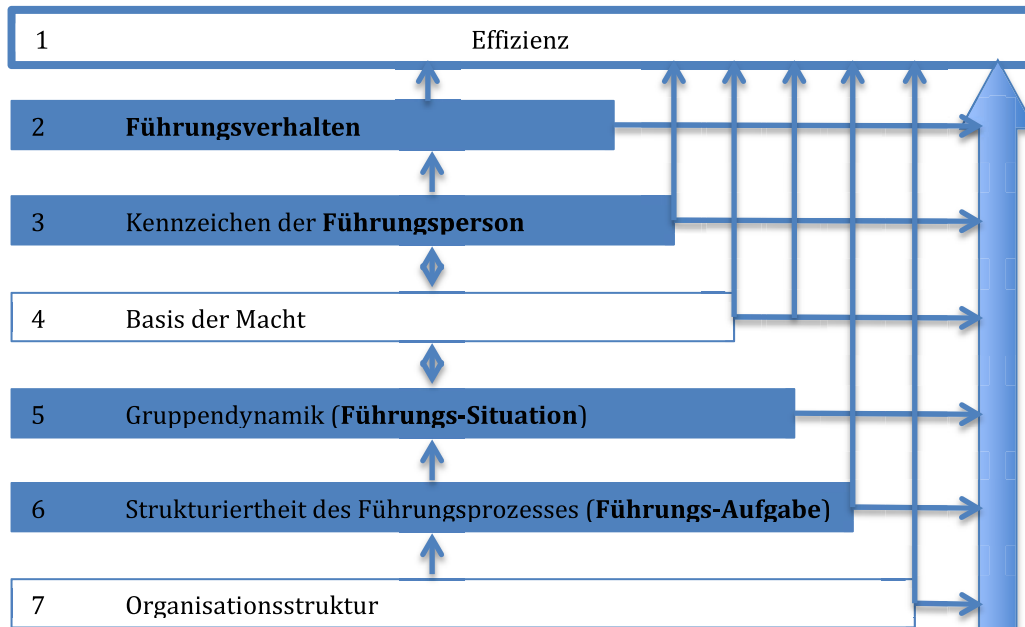 1 Effizienz
2 Führungsverhalten
3 Kennzeichen der Führungsperson
4 Basis der Macht
5 Gruppendynamik (Führungs-Situation)
6 Strukturiertheit des Führungsprozesses (Führungs-Aufgabe)
7 Organisationsstruktur